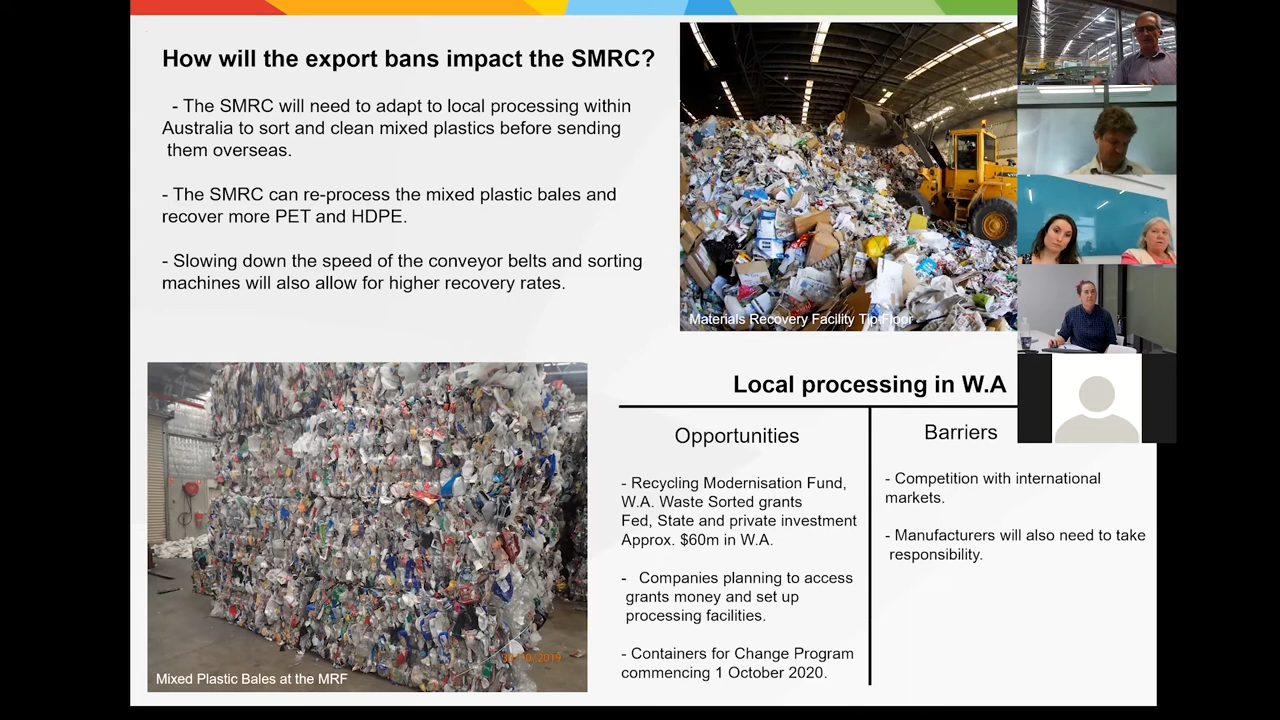 How will the export bans impact the SMRC?
- The SMRC will need to adapt to local processing within
Australia to sort and clean mixed plastics before sending
them overseas.
- The SMRC can re-process the mixed plastic bales and
recover more PET and HDPE.
- Slowing down the speed of the conveyor belts and sorting
machines will also allow for higher recovery rates.
Materials Recovery Facility Tip Floor
Mixed Plastic Bales at the MRF
Local processing in W.A
Opportunities
- Recycling Modernisation Fund,
W.A. Waste Sorted grants
Fed, State and private investment
Approx. $60m in W.A.
- Companies planning to access
grants money and set up
processing facilities.
- Containers for Change Program
commencing 1 October 2020.
Barriers
- Competition with international
markets.
- Manufacturers will also need to take
responsibility.